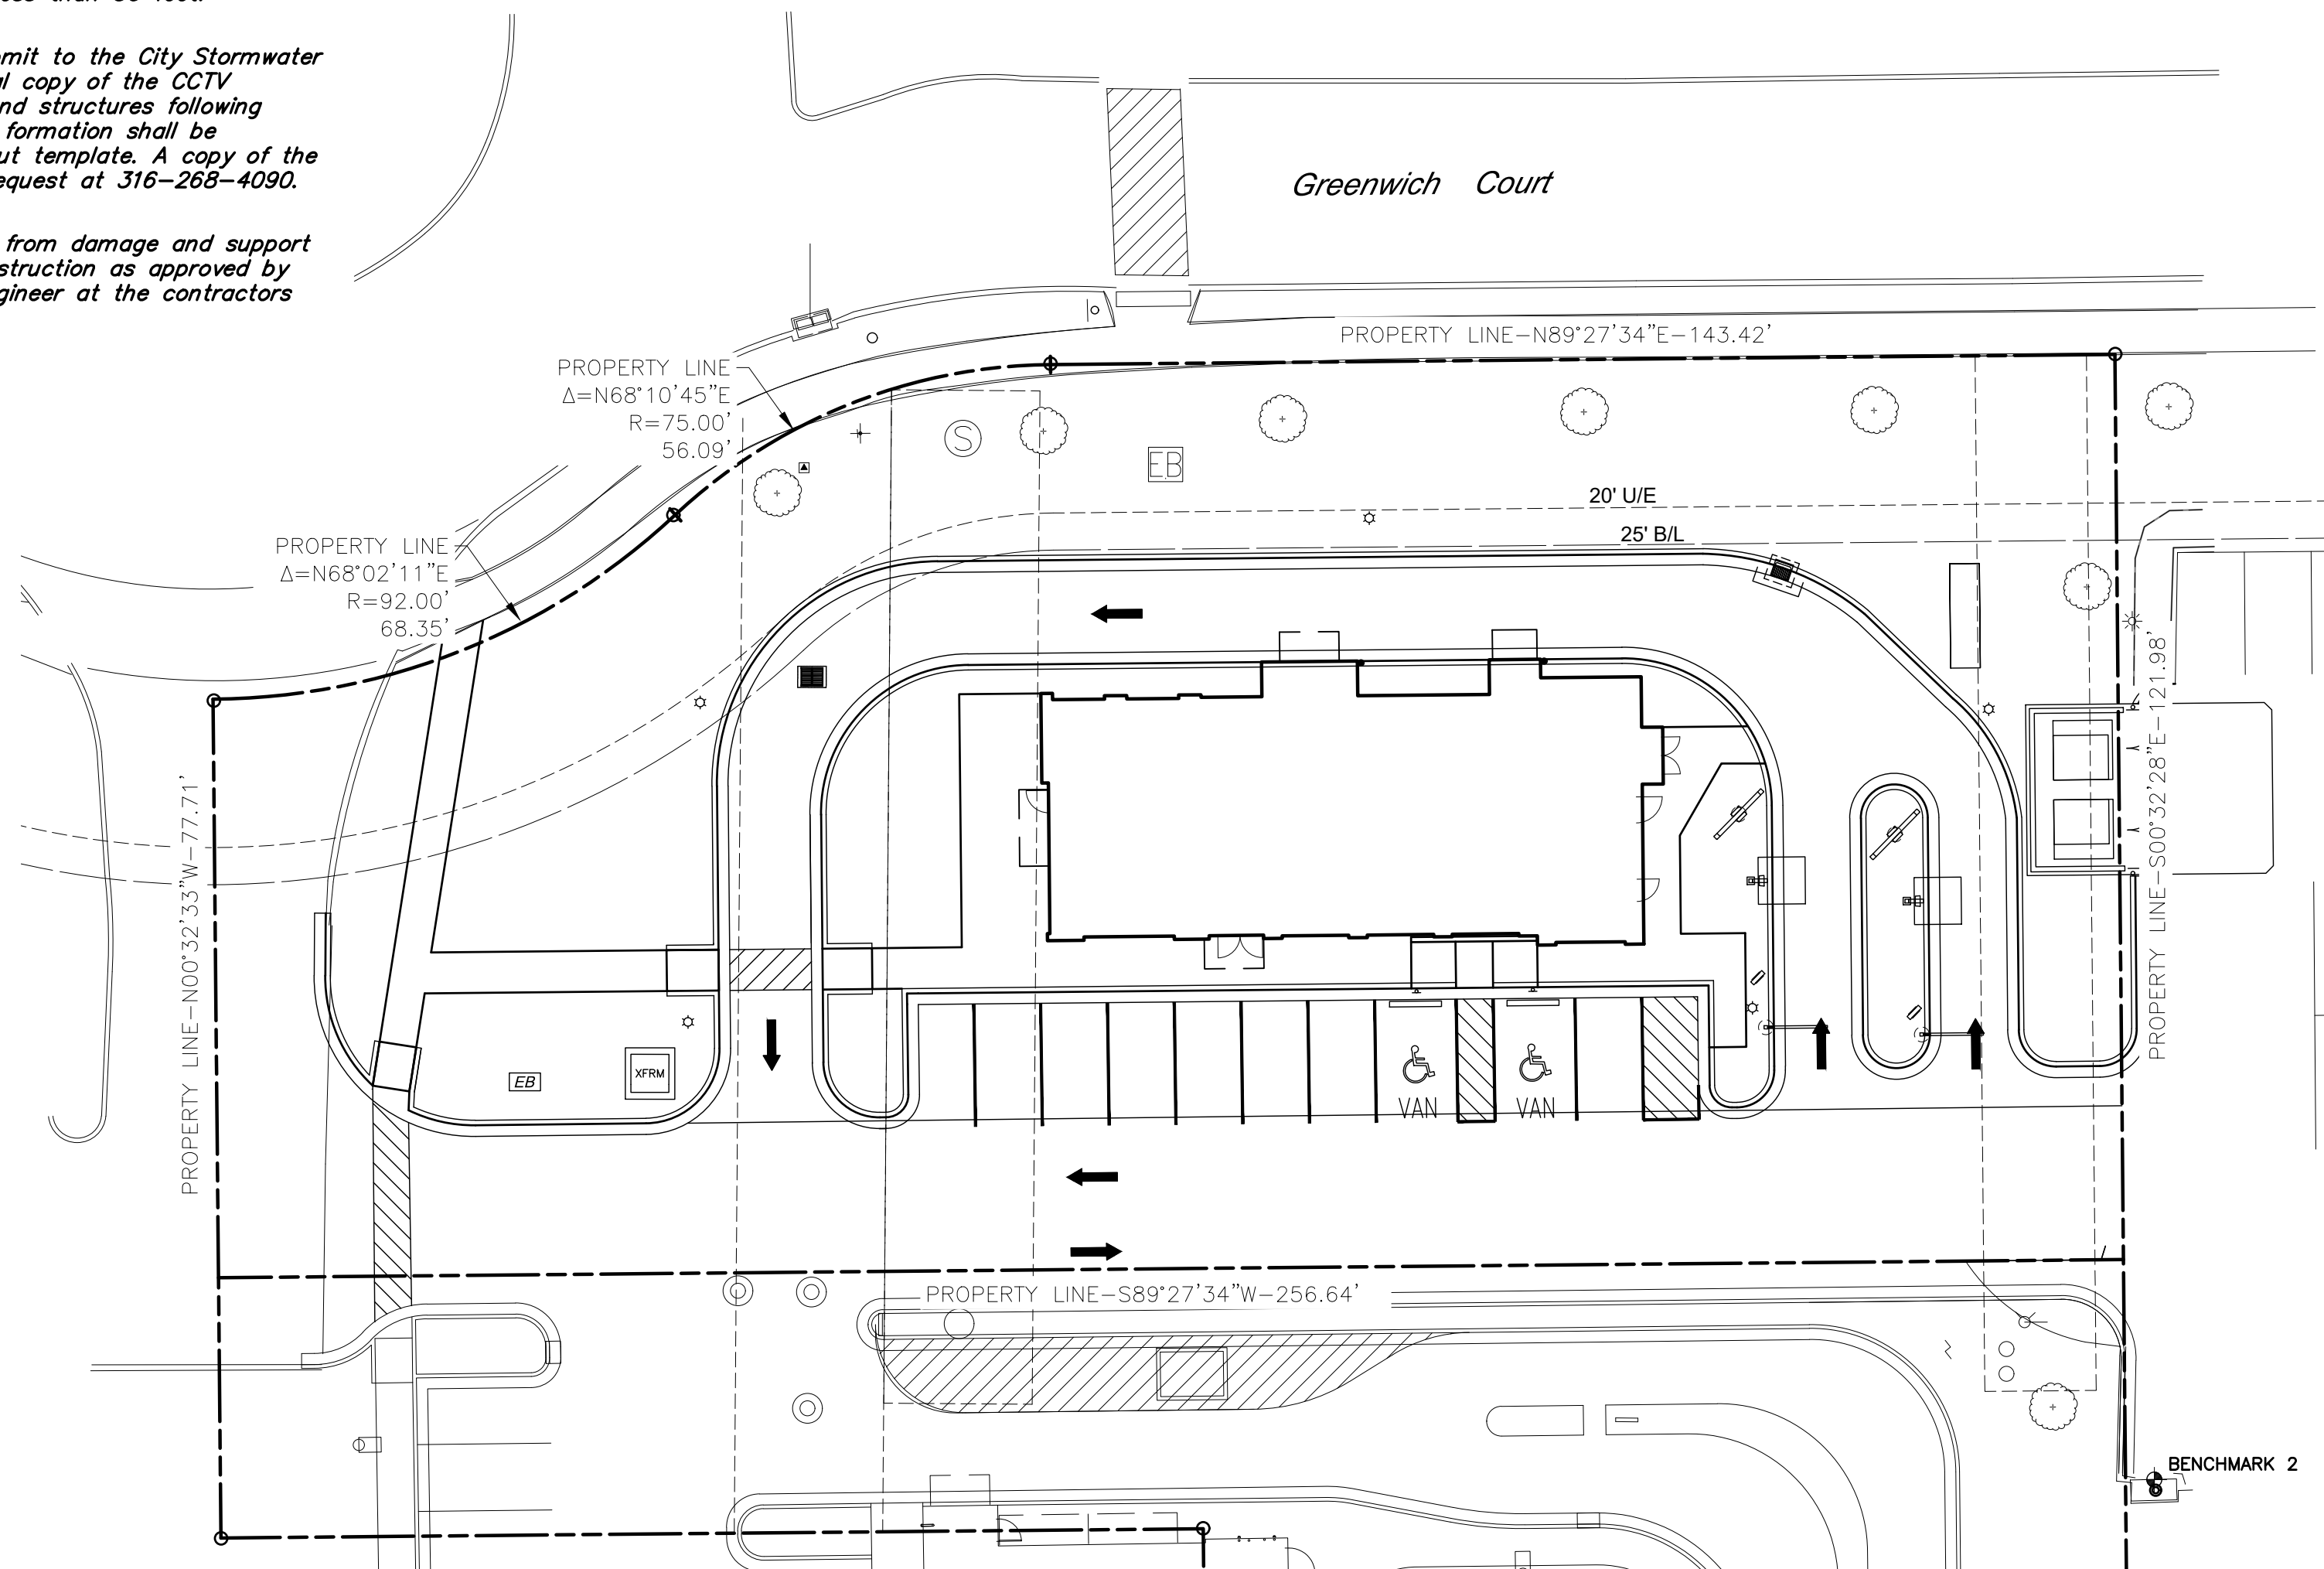 less than
mit to the City Stormwater
l copy of the CCTV
nd structures following
formation shall be
ut template. A copy of the
equest at 316-268-4090.
from damage and support
struction as approved by
gineer at the contractors
Greenwich Court
PROPERTY LINE-N89°27'34"E-143.42'
PROPERTY LINE
Δ=N68°10'45"E
R=75.00'
56.09'
S
EB
20' U/E
25' B/L
PROPERTY LINE
Δ=N68°02'11"E
R=92.00'
68.35'
PROPERTY LINE-S00°32'28"E-121.98'
PROPERTY LINE-N00°32'33"W-77.71'
EB
XFRM
VAN
VAN
PROPERTY LINE-S89°27'34"W-256.64'
BENCHMARK 2